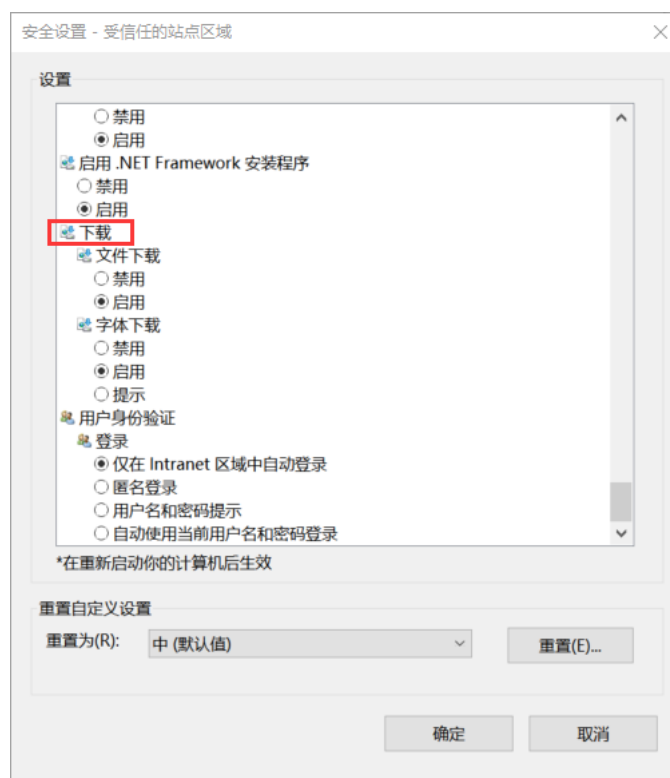 安全设置 - 受信任的站点区域
设置
禁用
启用
启用 .NET Framework 安装程序
禁用
启用
下载
文件下载
禁用
启用
字体下载
禁用
启用
提示
用户身份验证
登录
仅在 Intranet 区域中自动登录
匿名登录
用户名和密码提示
自动使用当前用户名和密码登录
*在重新启动你的计算机后生效
重置自定义设置
重置为(R): 中 (默认值) 重置(E)...
确定 取消